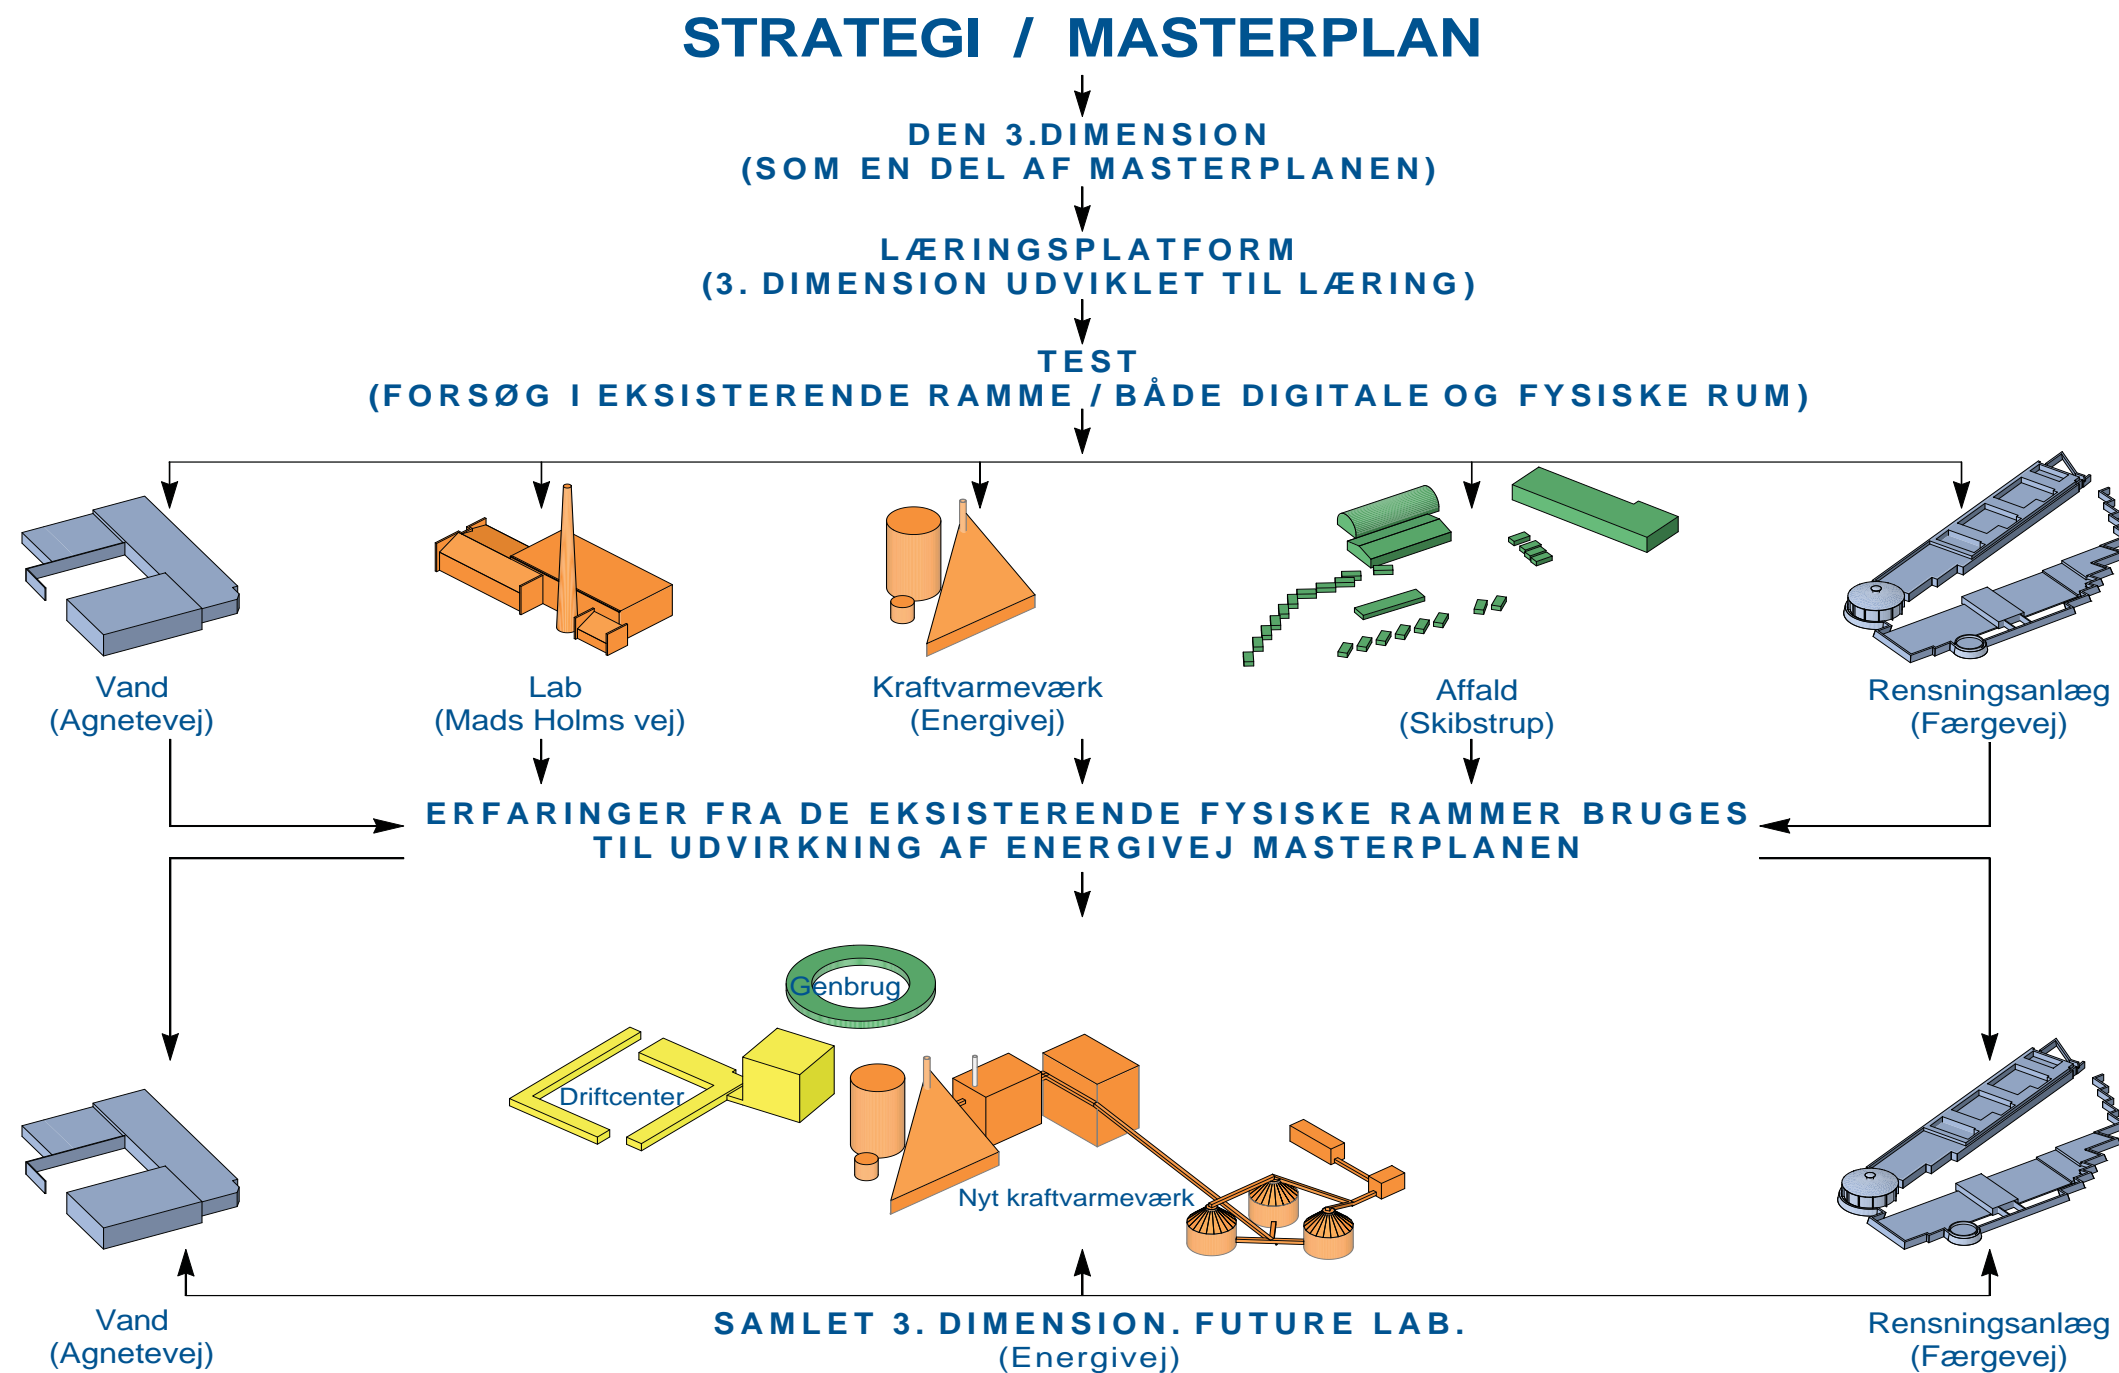 STRATEGI / MASTERPLAN
DEN 3.DIMENSION
(SOM EN DEL AF MASTERPLANEN)
LÆRINGSPLATFORM
(3. DIMENSION UDVIKLET TIL LÆRING)
TEST
(FORSØG I EKSISTERENDE RAMME / BÅDE DIGITALE OG FYSISKE RUM)
Vand
(Agnetevej)
Lab
(Mads Holms vej)
Kraftvarmeværk
(Energivej)
Affald
(Skibstrup)
Rensningsanlæg
(Færgevej)
ERFARINGER FRA DE EKSISTERENDE FYSISKE RAMMER BRUGES
TIL UDVIRKNING AF ENERGIVEJ MASTERPLANEN
Genbrug
Driftcenter
Nyt kraftvarmeværk
Vand
(Agnetevej)
SAMLET 3. DIMENSION. FUTURE LAB.
(Energivej)
Rensningsanlæg
(Færgevej)